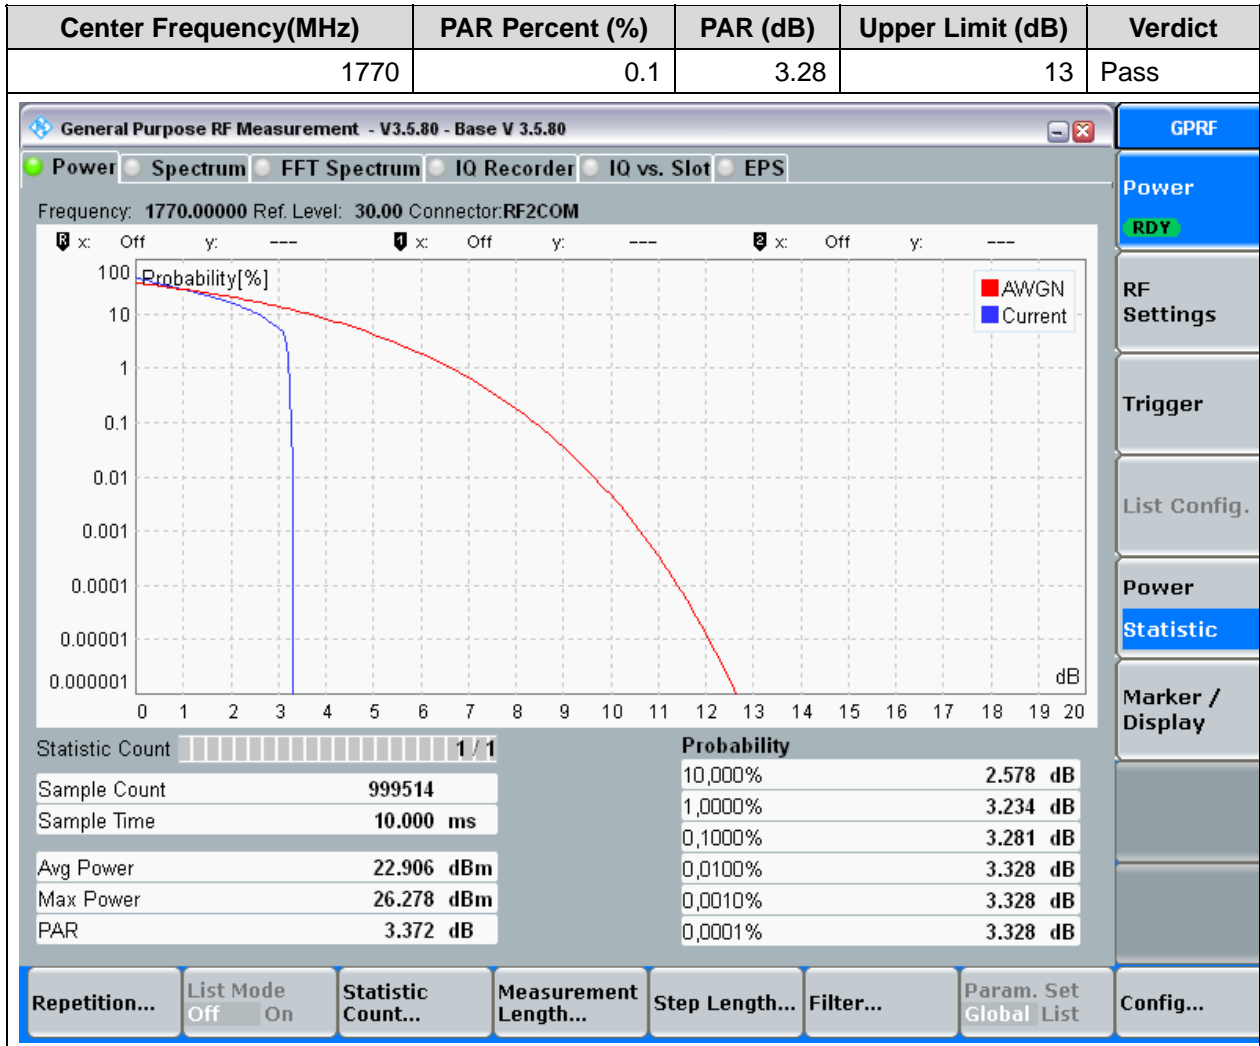 Center Frequency(MHz) PAR Percent (%) PAR (dB) Upper Limit (dB) Verdict
1770 0.1 3.28 13 Pass
General Purpose RF Measurement - V3.5.80 - Base V 3.5.80
GPRF
Power Spectrum FFT Spectrum IQ Recorder IQ vs. Slot EPS
Frequency: 1770.00000 Ref. Level: 30.00 Connector:RF2COM
R x: Off y: --- 1 x: Off y: --- 2 x: Off y: ---
Probability[%]
100
10
1
0.1
0.01
0.001
0.0001
0.00001
0.000001
AWGN
Current
dB
0 1 2 3 4 5 6 7 8 9 10 11 12 13 14 15 16 17 18 19 20
Statistic Count 1 / 1
Sample Count 999514
Sample Time 10.000 ms
Avg Power 22.906 dBm
Max Power 26.278 dBm
PAR 3.372 dB
Probability
10,000% 2.578 dB
1,0000% 3.234 dB
0,1000% 3.281 dB
0,0100% 3.328 dB
0,0010% 3.328 dB
0,0001% 3.328 dB
Power
RDY
RF
Settings
Trigger
List Config.
Power
Statistic
Marker /
Display
Repetition...
List Mode
Off On
Statistic
Count...
Measurement
Length...
Step Length...
Filter...
Param. Set
Global List
Config...